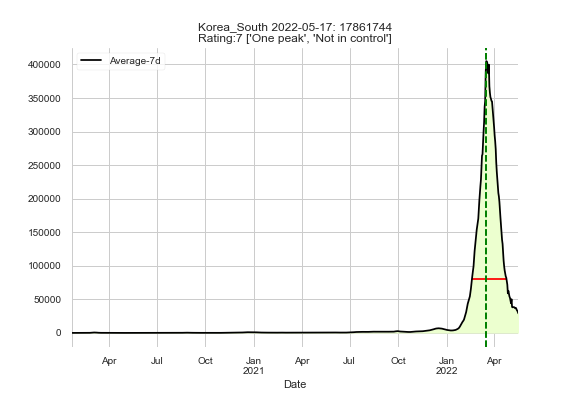 Korea_South 2022-05-17: 17861744
Rating:7 ['One peak', 'Not in control']
Average-7d
400000
350000
300000
250000
200000
150000
100000
50000
0
Apr Jul Oct Jan Apr Jul Oct Jan Apr
2021 2022
Date